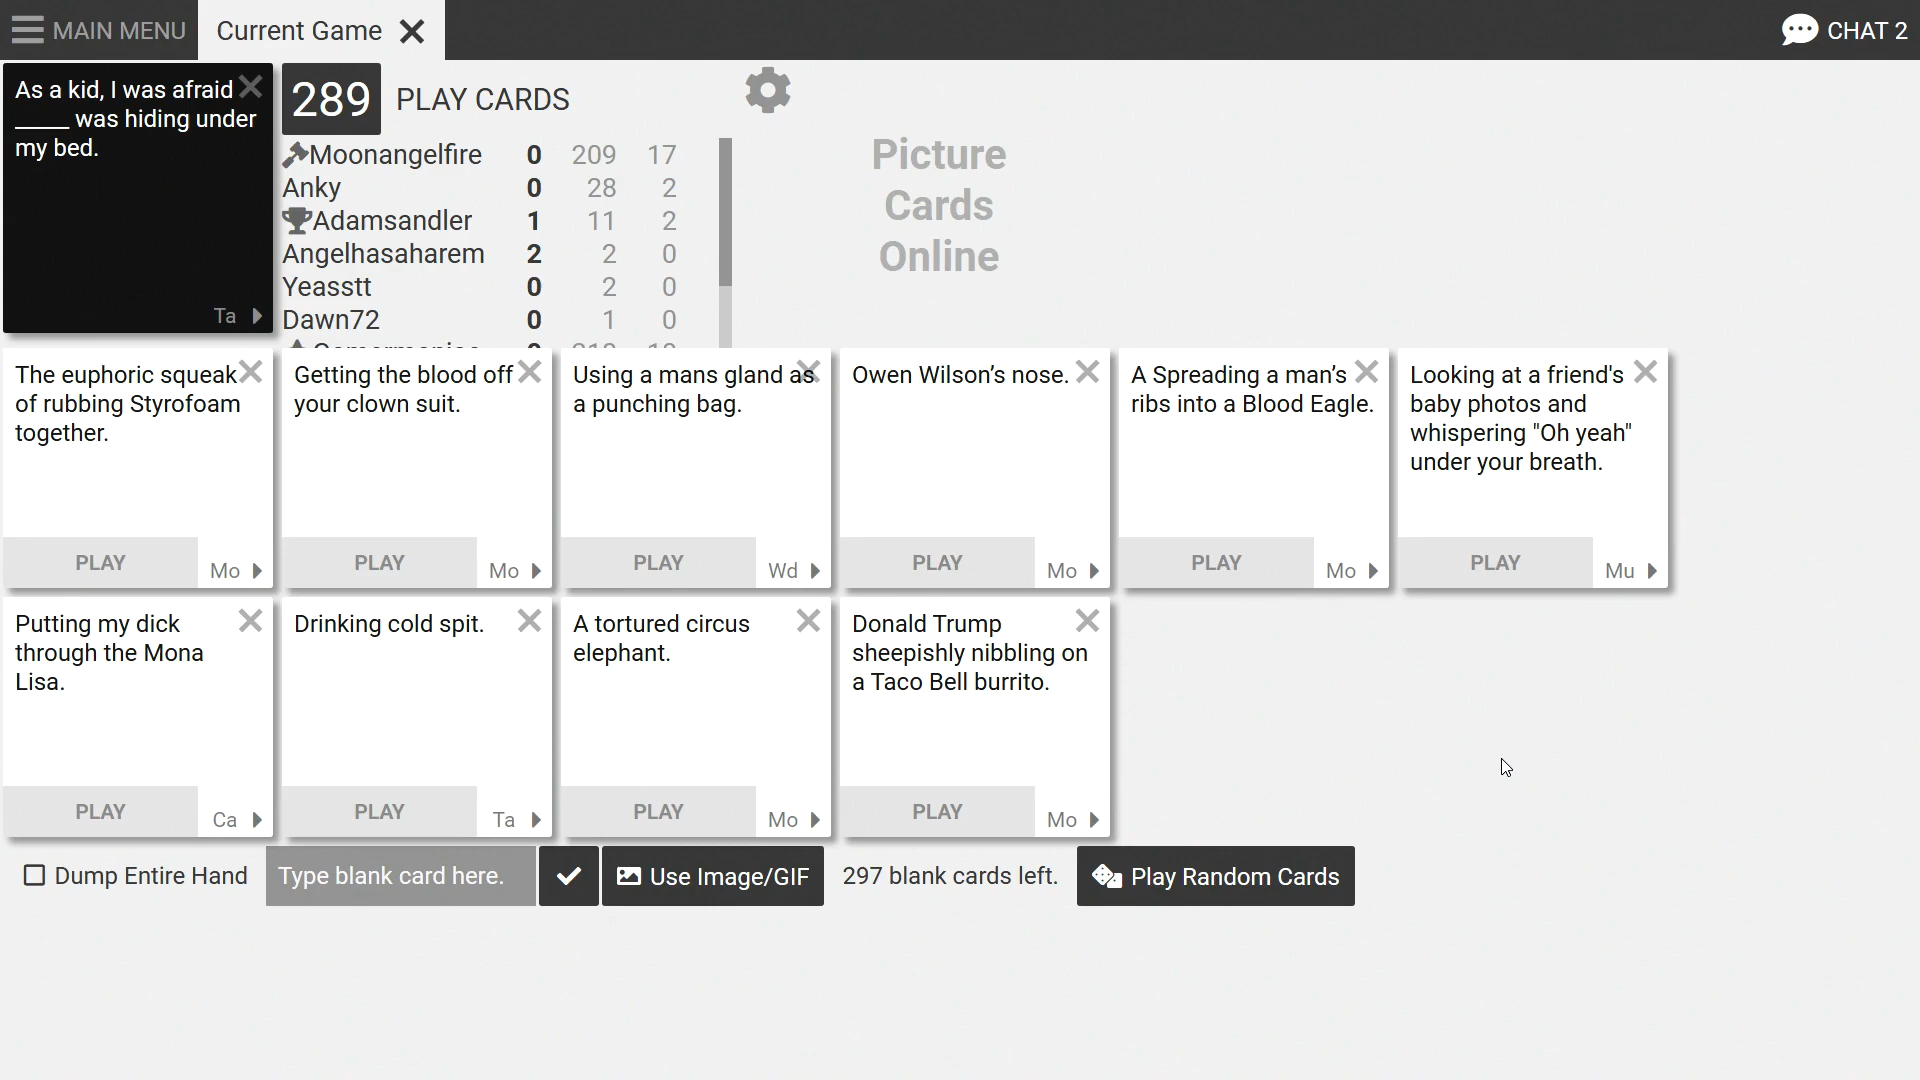 MAIN MENU
Current Game
CHAT 2
As a kid, I was afraid
_____ was hiding under
my bed.
Ta
289 PLAY CARDS
Moonangelfire 0 209 17
Anky 0 28 2
Adamsandler 1 11 2
Angelhasaharem 2 2 0
Yeasstt 0 2 0
Dawn72 0 1 0
Picture
Cards
Online
The euphoric squeak
of rubbing Styrofoam
together.
PLAY
Mo
Getting the blood off
your clown suit.
PLAY
Mo
Using a mans gland as
a punching bag.
PLAY
Wd
Owen Wilson’s nose.
PLAY
Mo
A Spreading a man’s
ribs into a Blood Eagle.
PLAY
Mo
Looking at a friend's
baby photos and
whispering "Oh yeah"
under your breath.
PLAY
Mu
Putting my dick
through the Mona
Lisa.
PLAY
Ca
Drinking cold spit.
PLAY
Ta
A tortured circus
elephant.
PLAY
Mo
Donald Trump
sheepishly nibbling on
a Taco Bell burrito.
PLAY
Mo
Dump Entire Hand
Type blank card here.
Use Image/GIF
297 blank cards left.
Play Random Cards